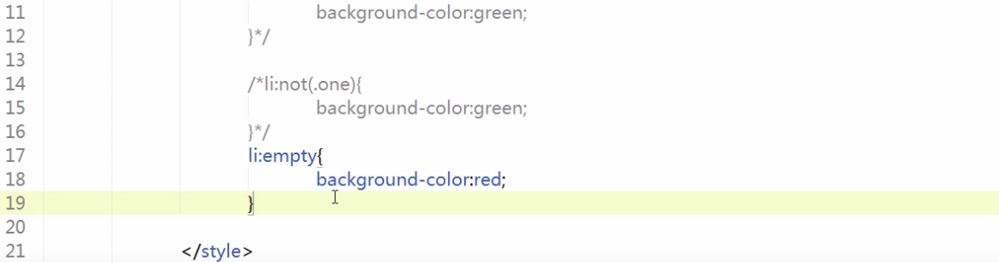 11 background-color:green;
12 }*/
13
14 /*li:not(.one){
15 background-color:green;
16 }*/
17 li:empty{
18 background-color:red;
19 }
20
21 </style>